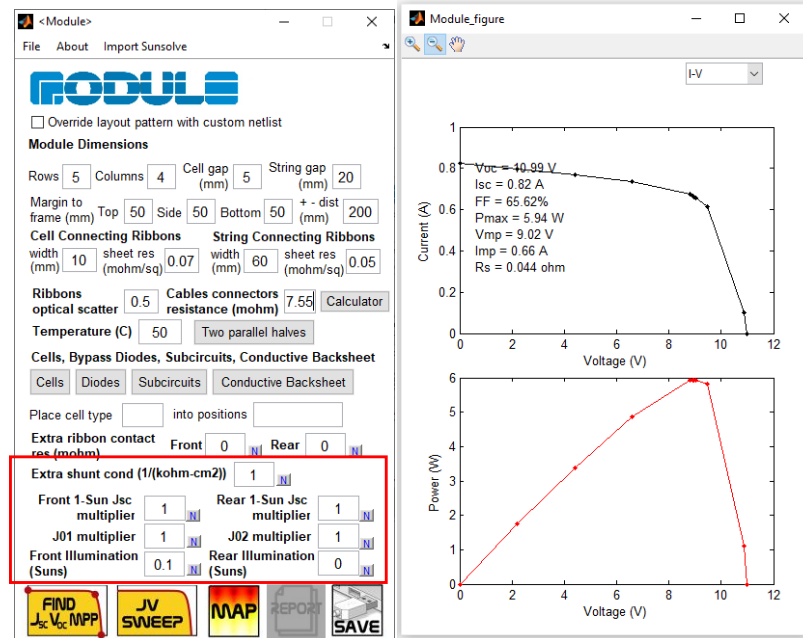 <Module>
File About Import Sunsolve
MODULE
Override layout pattern with custom netlist
Module Dimensions
Rows 5 Columns 4 Cell gap (mm) 5 String gap (mm) 20
Margin to frame (mm) Top 50 Side 50 Bottom 50 + - dist (mm) 200
Cell Connecting Ribbons String Connecting Ribbons
width (mm) 10 sheet res (mohm/sq) 0.07 width (mm) 60 sheet res (mohm/sq) 0.05
Ribbons optical scatter 0.5 Cables connectors resistance (mohm) 7.55 Calculator
Temperature (C) 50 Two parallel halves
Cells, Bypass Diodes, Subcircuits, Conductive Backsheet
Cells Diodes Subcircuits Conductive Backsheet
Place cell type into positions
Extra ribbon contact res (mohm) Front 0 N Rear 0 N
Extra shunt cond (1/(kohm-cm2)) 1 N
Front 1-Sun Jsc multiplier 1 N Rear 1-Sun Jsc multiplier 1 N
J01 multiplier 1 N J02 multiplier 1 N
Front Illumination (Suns) 0.1 N Rear Illumination (Suns) 0 N
FIND Jsc Voc MPP
JV SWEEP
MAP
REPORT
SAVE
Module_figure
I-V
Voc = 10.99 V
Isc = 0.82 A
FF = 65.62%
Pmax = 5.94 W
Vmp = 9.02 V
Imp = 0.66 A
Rs = 0.044 ohm
Current (A)
1
0.8
0.6
0.4
0.2
0
0 2 4 6 8 10 12
Voltage (V)
Power (W)
6
5
4
3
2
1
0
0 2 4 6 8 10 12
Voltage (V)